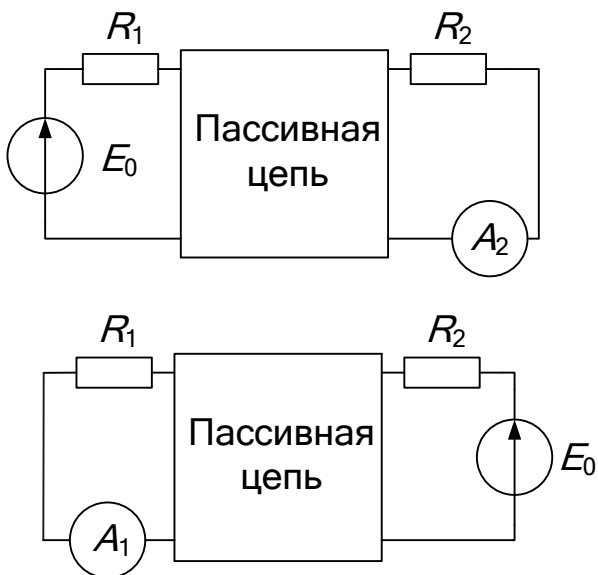 R1 R2
Пассивная
E0
цепь
A2
R1 R2
Пассивная
E0
цепь
A1